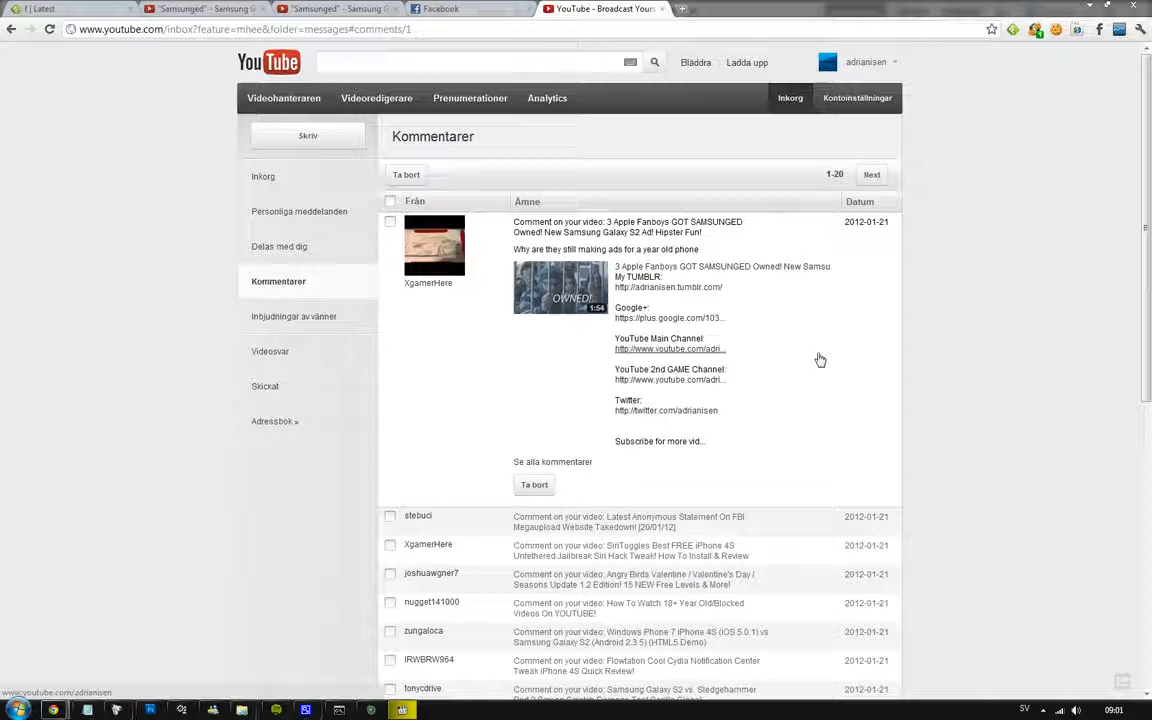 f | Latest
"Samsunged" - Samsung G
"Samsunged" - Samsung G
Facebook
YouTube - Broadcast Yours
www.youtube.com/inbox?feature=mhee&folder=messages#comments/1
YouTube
Bläddra
Ladda upp
adrianisen
Videohanteraren
Videoredigerare
Prenumerationer
Analytics
Inkorg
Kontoinställningar
Skriv
Kommentarer
Inkorg
Personliga meddelanden
Delas med dig
Kommentarer
Inbjudningar av vänner
Videosvar
Skickat
Adressbok »
Ta bort
1-20
Next
Från
Ämne
Datum
XgamerHere
Comment on your video: 3 Apple Fanboys GOT SAMSUNGED
Owned! New Samsung Galaxy S2 Ad! Hipster Fun!
2012-01-21
Why are they still making ads for a year old phone
OWNED!
1:54
3 Apple Fanboys GOT SAMSUNGED Owned! New Samsu
My TUMBLR:
http://adrianisen.tumblr.com/
Google+:
https://plus.google.com/103...
YouTube Main Channel:
http://www.youtube.com/adri...
YouTube 2nd GAME Channel:
http://www.youtube.com/adri...
Twitter:
http://twitter.com/adrianisen
Subscribe for more vid...
Se alla kommentarer
Ta bort
stebuci
Comment on your video: Latest Anonymous Statement On FBI
Megaupload Website Takedown! [20/01/12]
2012-01-21
XgamerHere
Comment on your video: SiriToggles Best FREE iPhone 4S
Untethered Jailbreak Siri Hack Tweak! How To Install & Review
2012-01-21
joshuawgner7
Comment on your video: Angry Birds Valentine / Valentine's Day /
Seasons Update 1.2 Edition! 15 NEW Free Levels & More!
2012-01-21
nugget141000
Comment on your video: How To Watch 18+ Year Old/Blocked
Videos On YOUTUBE!
2012-01-21
zungaloca
Comment on your video: Windows Phone 7 iPhone 4S (iOS 5.0.1) vs
Samsung Galaxy S2 (Android 2.3.5) (HTML5 Demo)
2012-01-21
IRWBRW964
Comment on your video: Flowtation Cool Cydia Notification Center
Tweak iPhone 4S Quick Review!
2012-01-21
tonycdrive
Comment on your video: Samsung Galaxy S2 vs. Sledgehammer
2012-01-21
www.youtube.com/adrianisen
SV
09:01